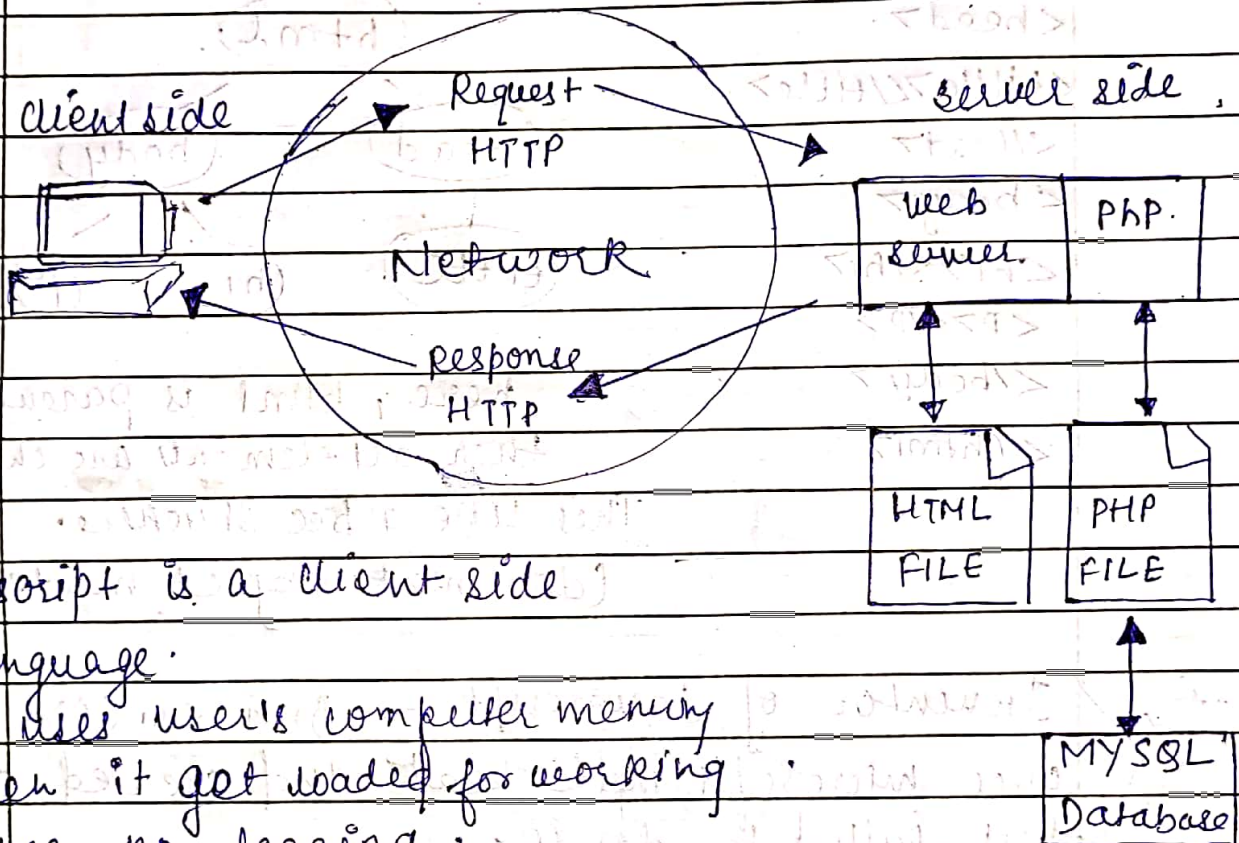 Client side
Request
HTTP
Server side,
Web
server.
PhP.
Network
Response
HTTP
HTML
FILE
PHP
FILE
script is a client side
nguage.
uses user's computer memory
en it get loaded for working
MYSQL
Database